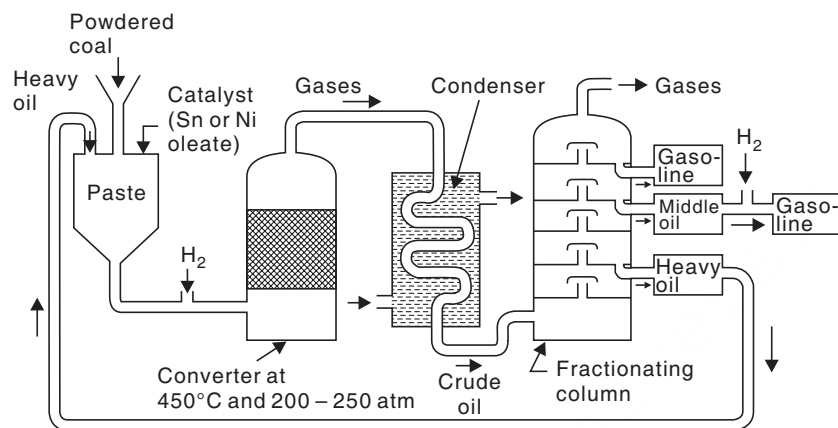 Powdered
coal
Heavy
oil
Catalyst
(Sn or Ni
oleate)
Paste
H2
Gases
Condenser
Gases
Gaso-
line
H2
Middle
oil
Gaso-
line
Heavy
oil
Converter at
450°C and 200 – 250 atm
Crude
oil
Fractionating
column